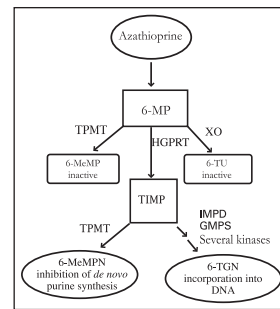 Azathioprine
6-MP
TPMT
HGPRT
XO
6-MeMP
inactive
6-TU
inactive
TIMP
TPMT
IMPD
GMPS
Several kinases
6-MeMPN
inhibition of de novo
purine synthesis
6-TGN
incorporation into
DNA